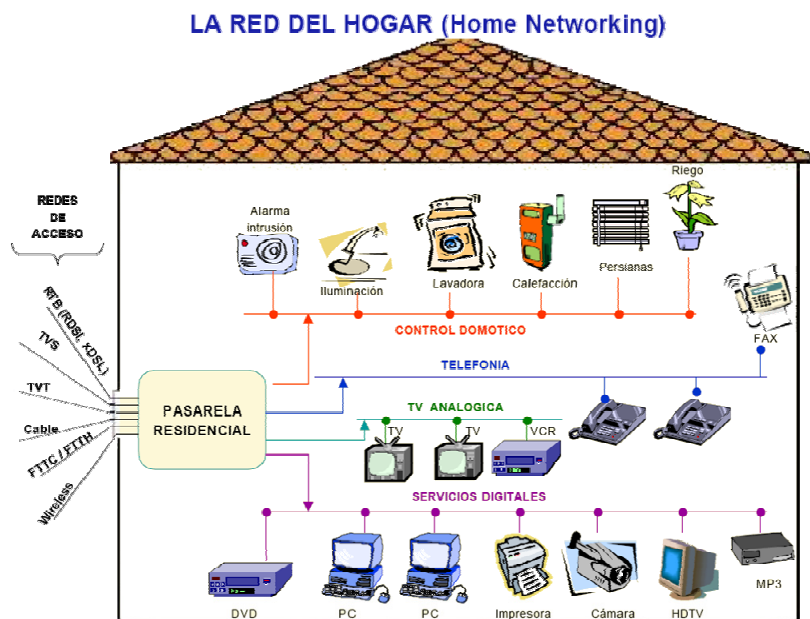 LA RED DEL HOGAR (Home Networking)
REDES
DE
ACCESO
RTB (RDSI, xDSL)
TVS
TVT
Cable
FTTC / FTTH
Wireless
PASARELA
RESIDENCIAL
Alarma
intrusión
Iluminación
Lavadora
Calefacción
Persianas
Riego
CONTROL DOMOTICO
FAX
TELEFONIA
TV ANALOGICA
TV
TV
VCR
SERVICIOS DIGITALES
DVD
PC
PC
Impresora
Cámara
HDTV
MP3